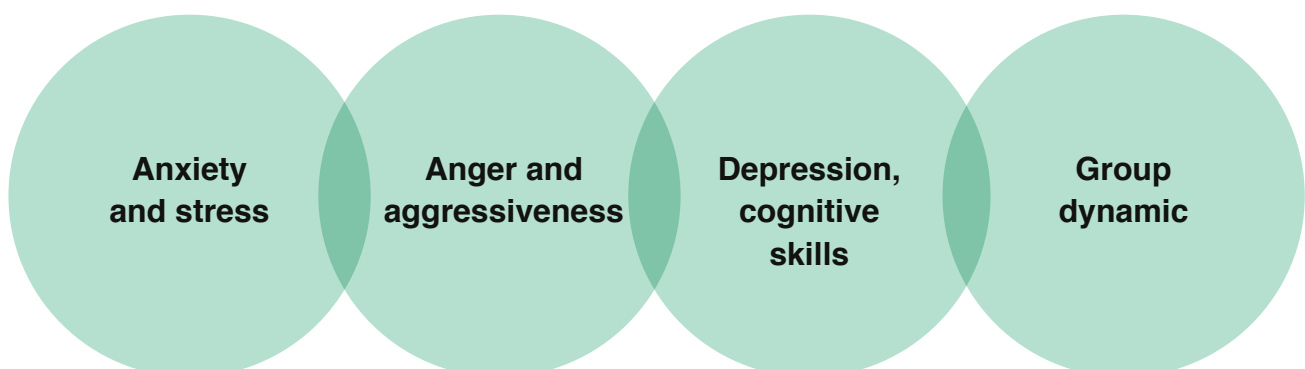 Anxiety
and stress
Anger and
aggressiveness
Depression,
cognitive
skills
Group
dynamic